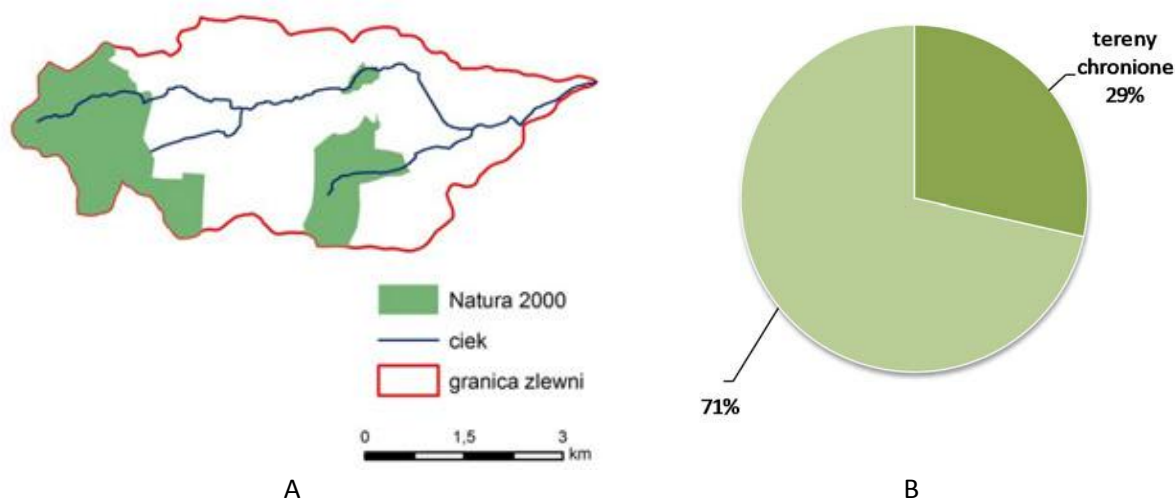 Natura 2000
ciek
granica zlewni
0 1,5 3
km
A
tereny
chronione
29%
71%
B